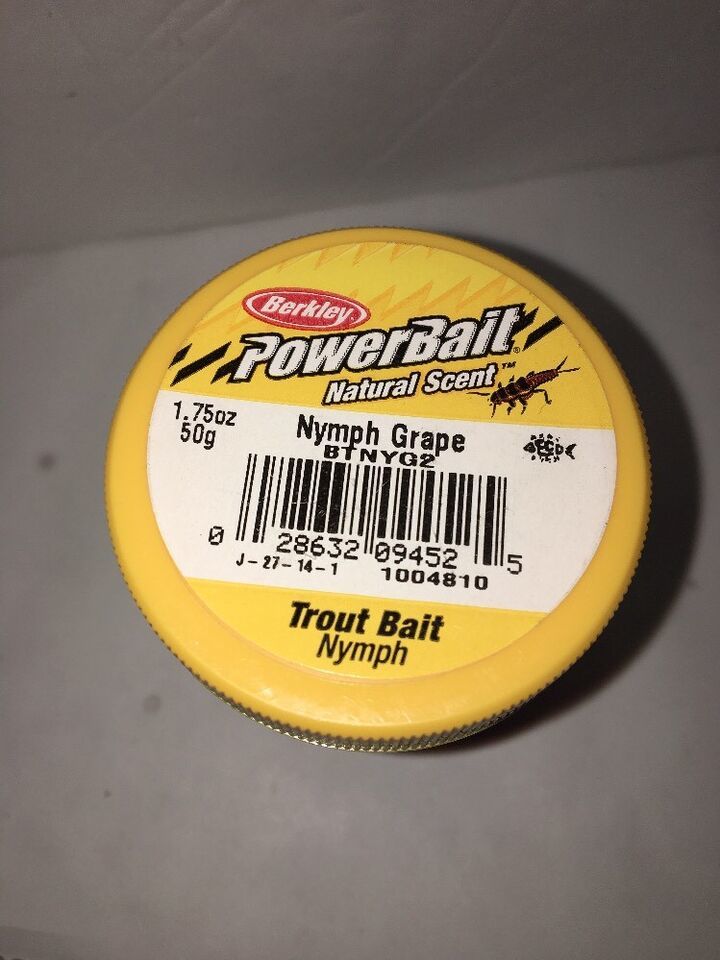 Berkley
PowerBait®
Natural Scent™
1.75oz
50g
Nymph Grape
BTNYG2
0 28632 09452 5
J-27-14-1 1004810
Trout Bait
Nymph